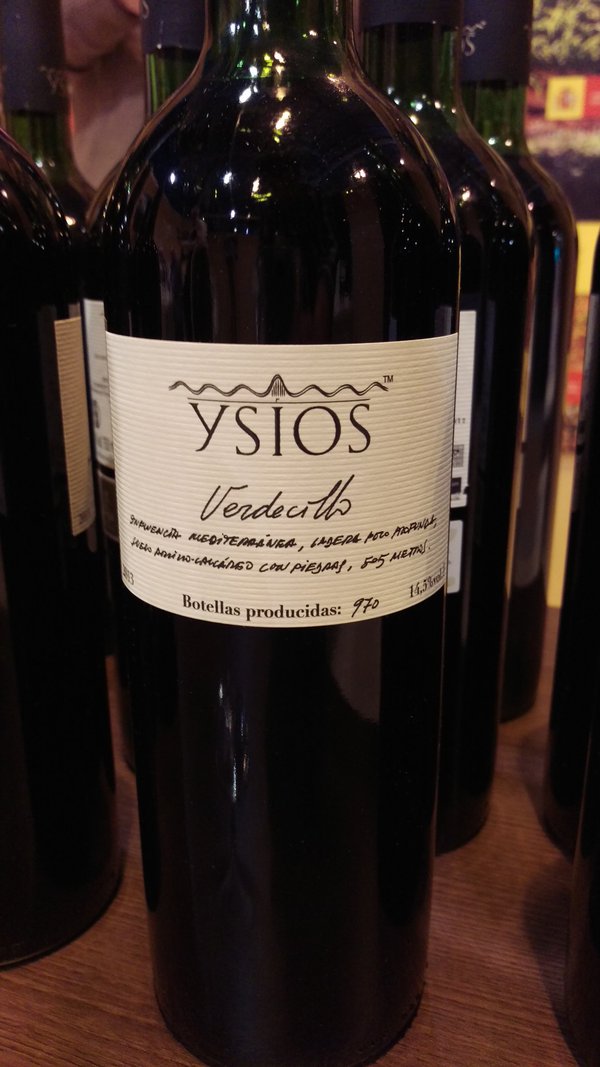 YSIOS
™
Verdecillo
INFLUENCIA MEDITERRÁNEA, LADERA POCO PROFUNDA,
SUELO ARCILLO-CALCÁREO CON PIEDRAS, 505 METROS.
14,5%vol.
Botellas producidas: 970